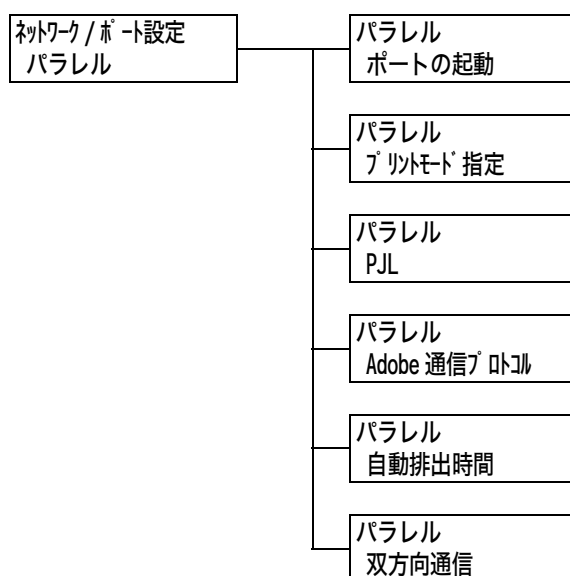 ﾈｯﾄﾜｰｸ / ﾎﾟｰﾄ設定
パラレル
パラレル
ポートの起動
パラレル
ﾌﾟﾘﾝﾄﾓｰﾄﾞ指定
パラレル
PJL
パラレル
Adobe 通信ﾌﾟﾛﾄｺﾙ
パラレル
自動排出時間
パラレル
双方向通信